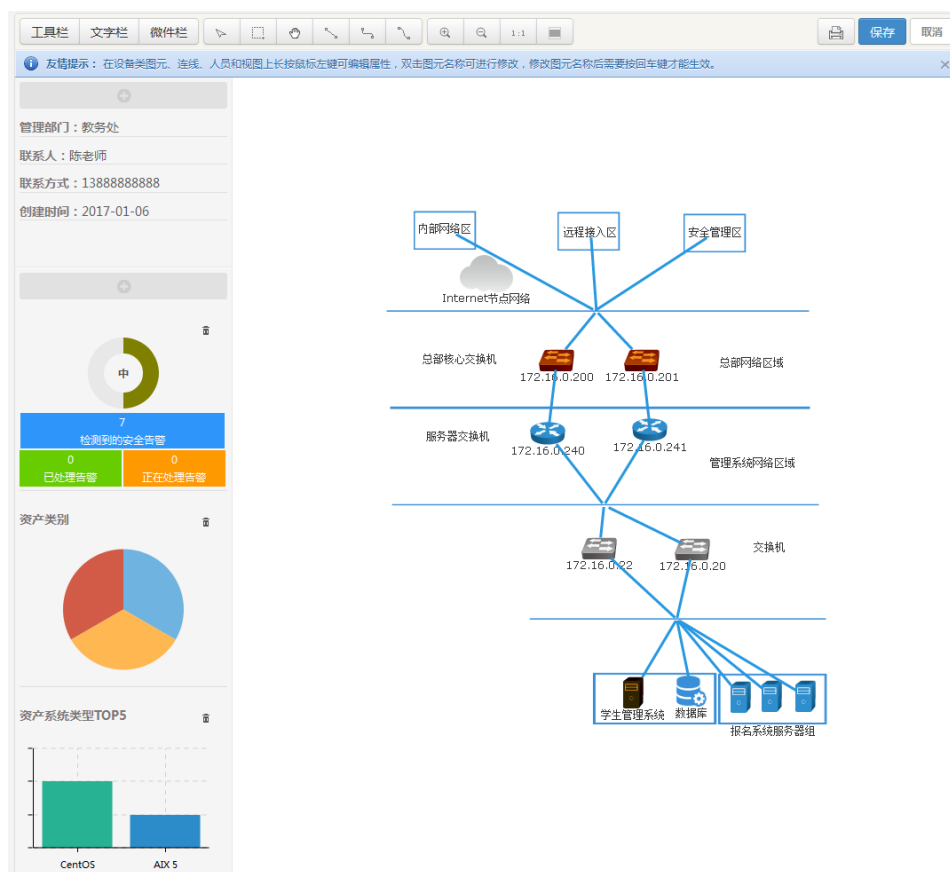 工具栏 文字栏 微件栏 1:1 保存 取消
友情提示： 在设备类图元、连线、人员和视图上长按鼠标左键可编辑属性，双击图元名称可进行修改，修改图元名称后需要按回车键才能生效。
管理部门：教务处
联系人：陈老师
联系方式：13888888888
创建时间：2017-01-06
中
7
检测到的安全告警
0
已处理告警
0
正在处理告警
资产类别
资产系统类型TOP5
CentOS AIX 5
内部网络区 远程接入区 安全管理区
Internet节点网络
总部核心交换机 总部网络区域
172.16.0.200 172.16.0.201
服务器交换机
172.16.0.240 172.16.0.241
管理系统网络区域
交换机
172.16.0.22 172.16.0.20
学生管理系统 数据库
报名系统服务器组